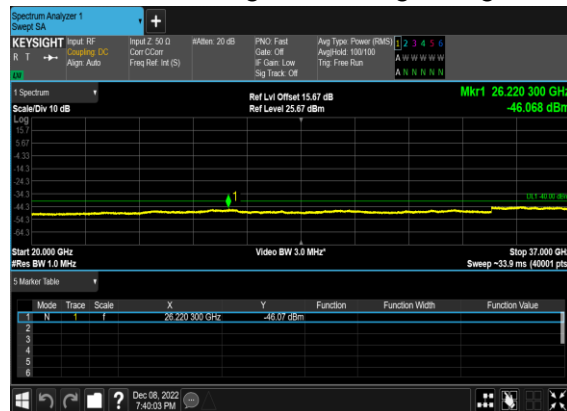 Spectrum Analyzer 1
Swept SA
KEYSIGHT Input: RF Input Z: 50 Ω #Atten: 20 dB PNO: Fast Avg Type: Power (RMS) 1 2 3 4 5 6
R T Coupling: DC Corr CCorr Gate: Off Avg|Hold: 100/100 A W W W W W
Align: Auto Freq Ref: Int (S) IF Gain: Low Trig: Free Run
LW Sig Track: Off A N N N N N
1 Spectrum Ref Lvl Offset 15.67 dB Mkr1 26.220 300 GHz
Scale/Div 10 dB Ref Level 25.67 dBm -46.068 dBm
Log
15.7
5.67
-4.33
-14.3
-24.3
-34.3 1
-44.3
-54.3
-64.3
Start 20.000 GHz Video BW 3.0 MHz* Stop 37.000 GHz
#Res BW 1.0 MHz Sweep ~33.9 ms (40001 pts)
5 Marker Table
Mode Trace Scale X Y Function Function Width Function Value
1 N 1 f 26.220 300 GHz -46.07 dBm
2
3
4
5
6
? Dec 08, 2022
7:40:03 PM